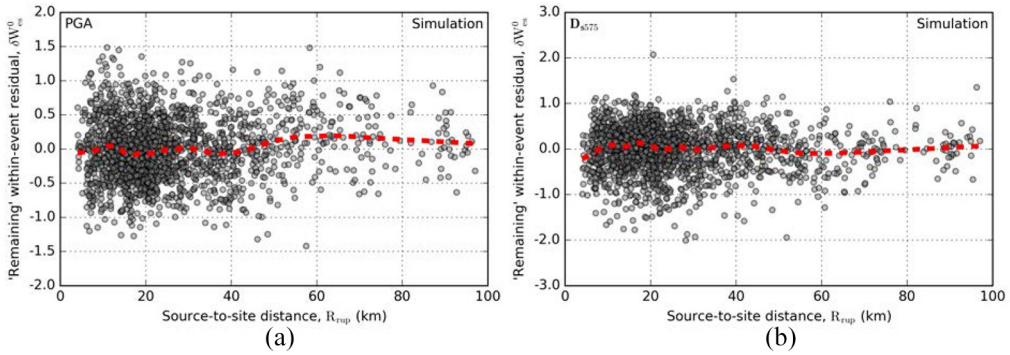 PGA
Simulation
2.0
1.5
1.0
0.5
0.0
-0.5
-1.0
-1.5
-2.0
'Remaining' within-event residual, δW⁰ₑₛ
0 20 40 60 80 100
Source-to-site distance, R_rup (km)
(a)
D_s575
Simulation
3.0
2.0
1.0
0.0
-1.0
-2.0
-3.0
'Remaining' within-event residual, δW⁰ₑₛ
0 20 40 60 80 100
Source-to-site distance, R_rup (km)
(b)